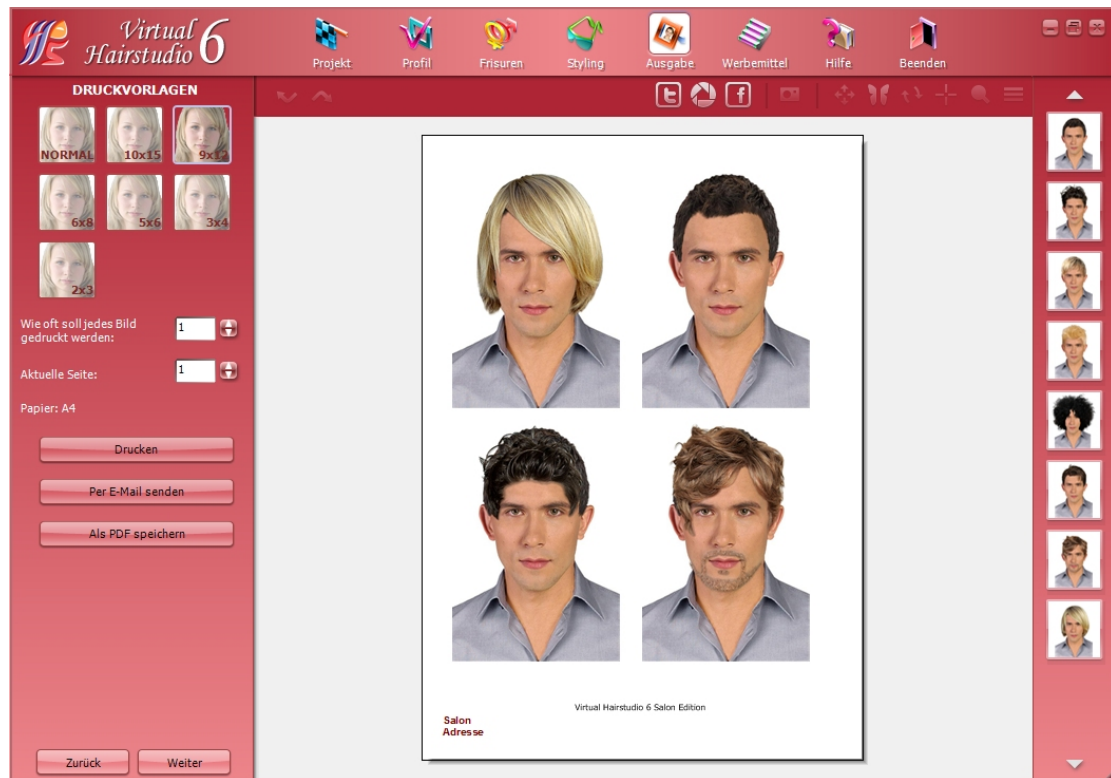 Virtual
Hairstudio 6
Projekt
Profil
Frisuren
Styling
Ausgabe
Werbemittel
Hilfe
Beenden
DRUCKVORLAGEN
NORMAL
10x15
9x12
6x8
5x6
3x4
2x3
Wie oft soll jedes Bild
gedruckt werden:
1
Aktuelle Seite:
1
Papier: A4
Drucken
Per E-Mail senden
Als PDF speichern
Zurück
Weiter
Virtual Hairstudio 6 Salon Edition
Salon
Adresse